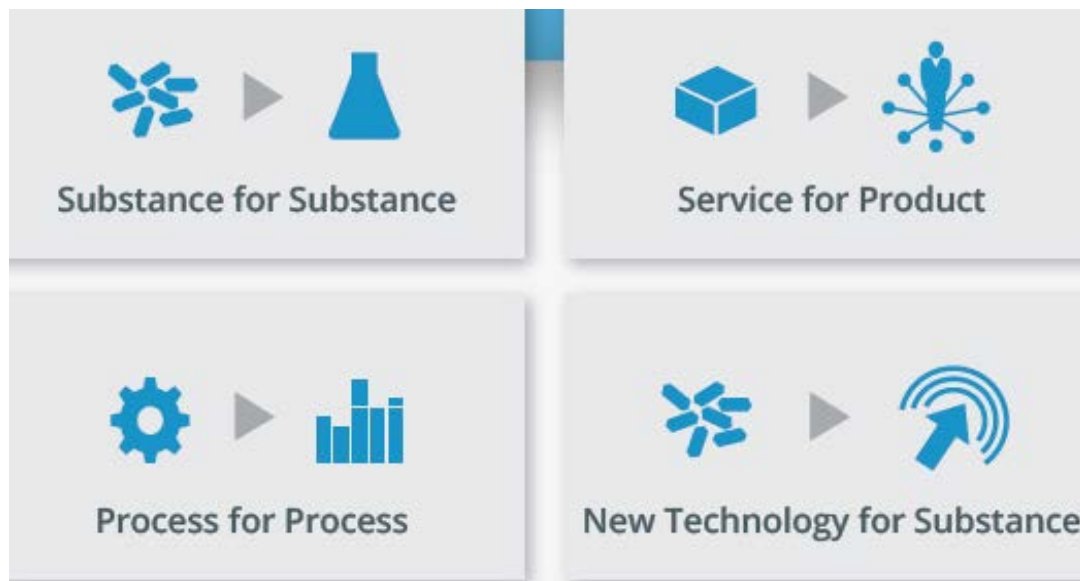 Substance for Substance
Service for Product
Process for Process
New Technology for Substance